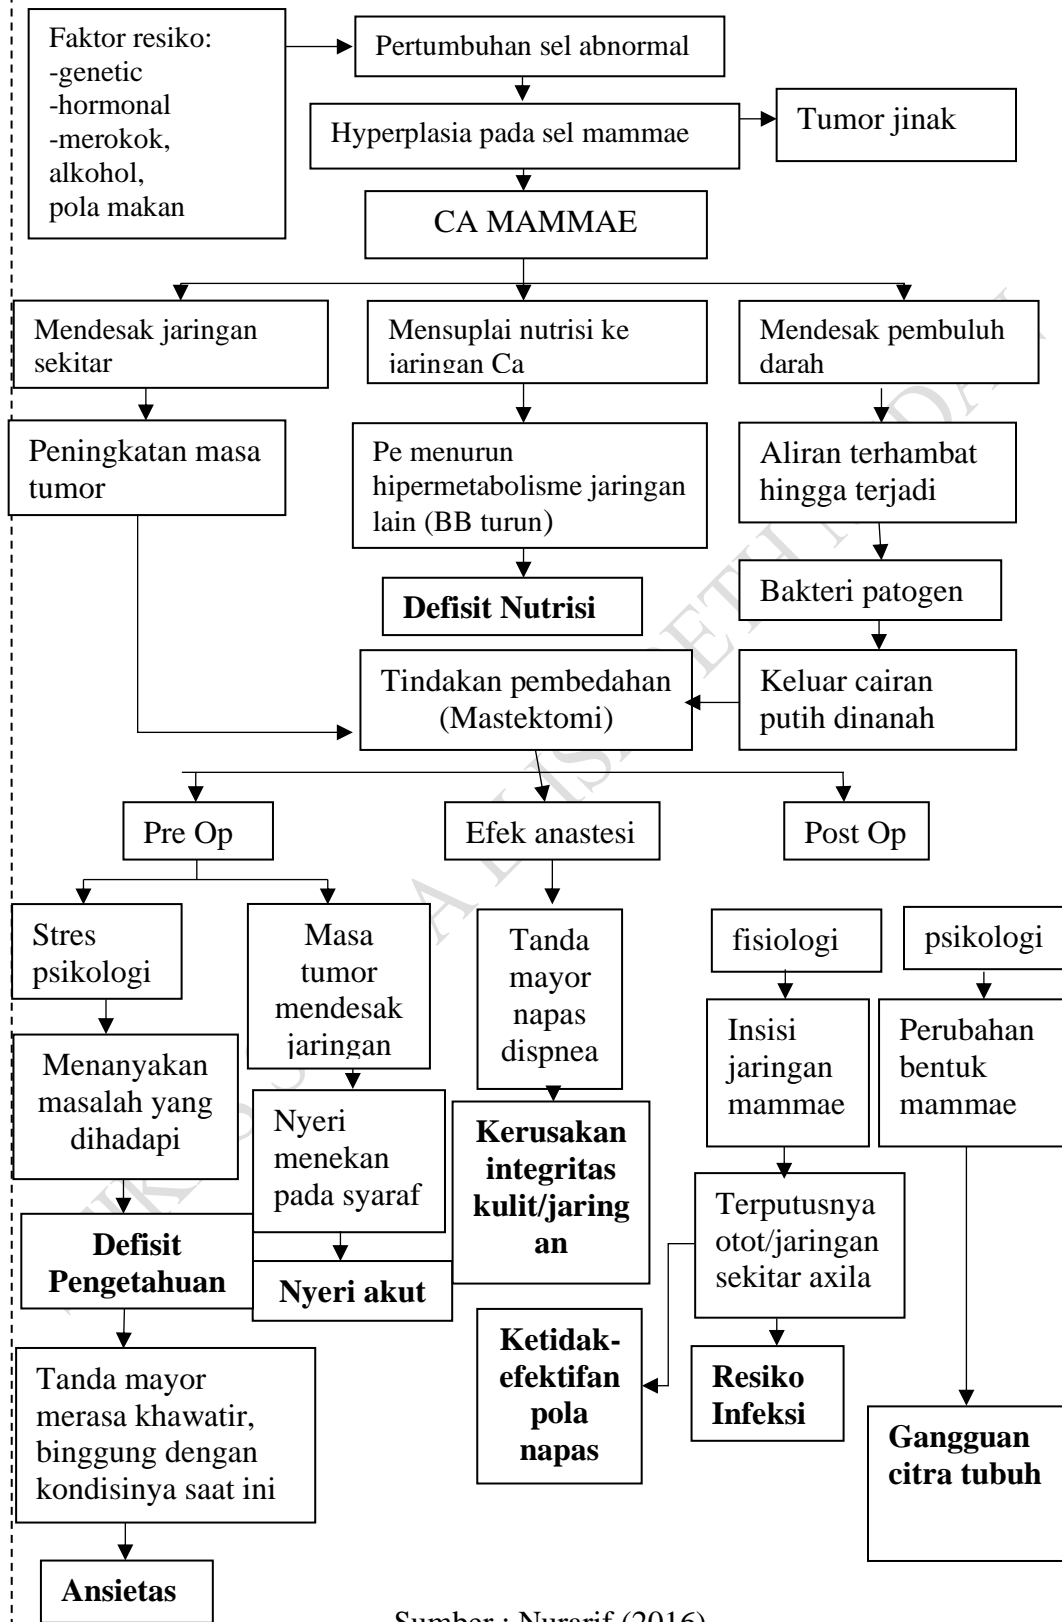 Faktor resiko:
-genetic
-hormonal
-merokok,
alkohol,
pola makan
Pertumbuhan sel abnormal
Hyperplasia pada sel mammae
Tumor jinak
CA MAMMAE
Mendesak jaringan
sekitar
Mensuplai nutrisi ke
jaringan Ca
Mendesak pembuluh
darah
Peningkatan masa
tumor
Pe menurun
hipermetabolisme jaringan
lain (BB turun)
Aliran terhambat
hingga terjadi
Defisit Nutrisi
Bakteri patogen
Tindakan pembedahan
(Mastektomi)
Keluar cairan
putih dinanah
Pre Op
Efek anastesi
Post Op
Stres
psikologi
Masa
tumor
mendesak
jaringan
Tanda
mayor
napas
dispnea
fisiologi
psikologi
Menanyakan
masalah yang
dihadapi
Nyeri
menekan
pada syaraf
Kerusakan
integritas
kulit/jaring
an
Insisi
jaringan
mammae
Perubahan
bentuk
mammae
Defisit
Pengetahuan
Nyeri akut
Terputusnya
otot/jaringan
sekitar axila
Tanda mayor
merasa khawatir,
binggung dengan
kondisinya saat ini
Ketidak-
efektifan
pola
napas
Resiko
Infeksi
Gangguan
citra tubuh
Ansietas
Sumber : Nurarif (2016)